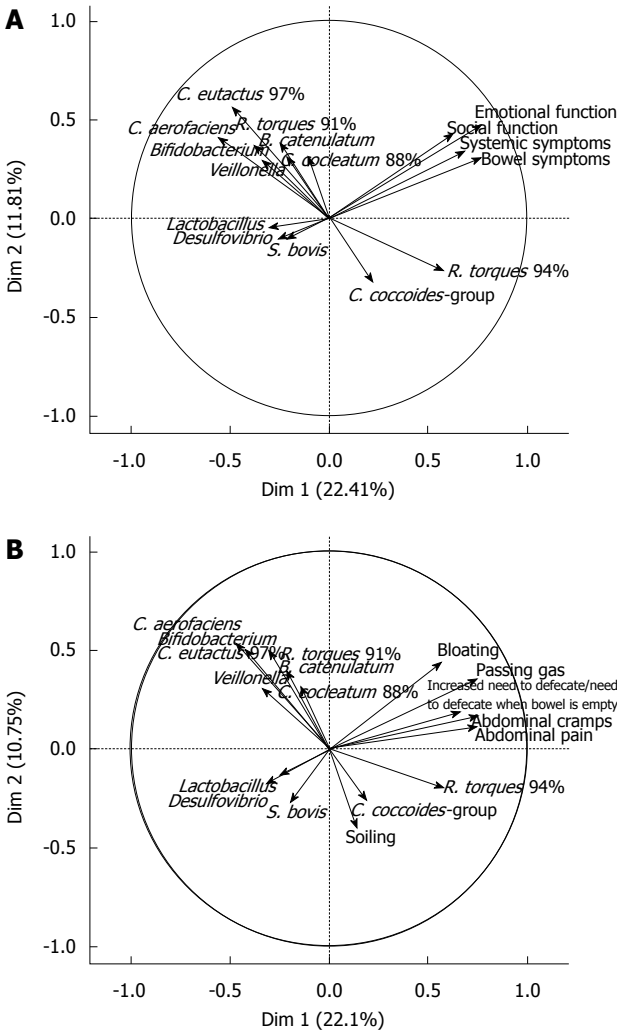 A
1.0
0.5
0.0
-0.5
-1.0
Dim 2 (11.81%)
C. eutactus 97%
C. aerofaciens
R. torques 91%
Bifidobacterium
B. catenulatum
Veillonella
C. cocleatum 88%
Emotional function
Social function
Systemic symptoms
Bowel symptoms
Lactobacillus
Desulfovibrio
S. bovis
R. torques 94%
C. coccoides-group
-1.0 -0.5 0.0 0.5 1.0
Dim 1 (22.41%)
B
1.0
0.5
0.0
-0.5
-1.0
Dim 2 (10.75%)
C. aerofaciens
Bifidobacterium
C. eutactus 97%
R. torques 91%
B. catenulatum
Veillonella
C. cocleatum 88%
Bloating
Passing gas
Increased need to defecate/need
to defecate when bowel is empty
Abdominal cramps
Abdominal pain
Lactobacillus
Desulfovibrio
S. bovis
R. torques 94%
C. coccoides-group
Soiling
-1.0 -0.5 0.0 0.5 1.0
Dim 1 (22.1%)